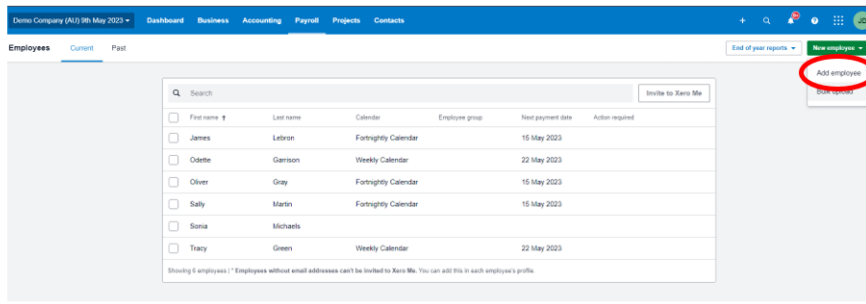 Demo Company (AU) 9th May 2023 Dashboard Business Accounting Payroll Projects Contacts
Employees Current Past End of year reports New employee
Add employee
Bulk upload
Search Invite to Xero Me
First name Last name Calendar Employee group Next payment date Action required
James Lebron Fortnightly Calendar 15 May 2023
Odette Garrison Weekly Calendar 22 May 2023
Oliver Gray Fortnightly Calendar 15 May 2023
Sally Martin Fortnightly Calendar 15 May 2023
Sonia Michaels
Tracy Green Weekly Calendar 22 May 2023
Showing 6 employees | * Employees without email addresses can't be invited to Xero Me. You can add this in each employee's profile.